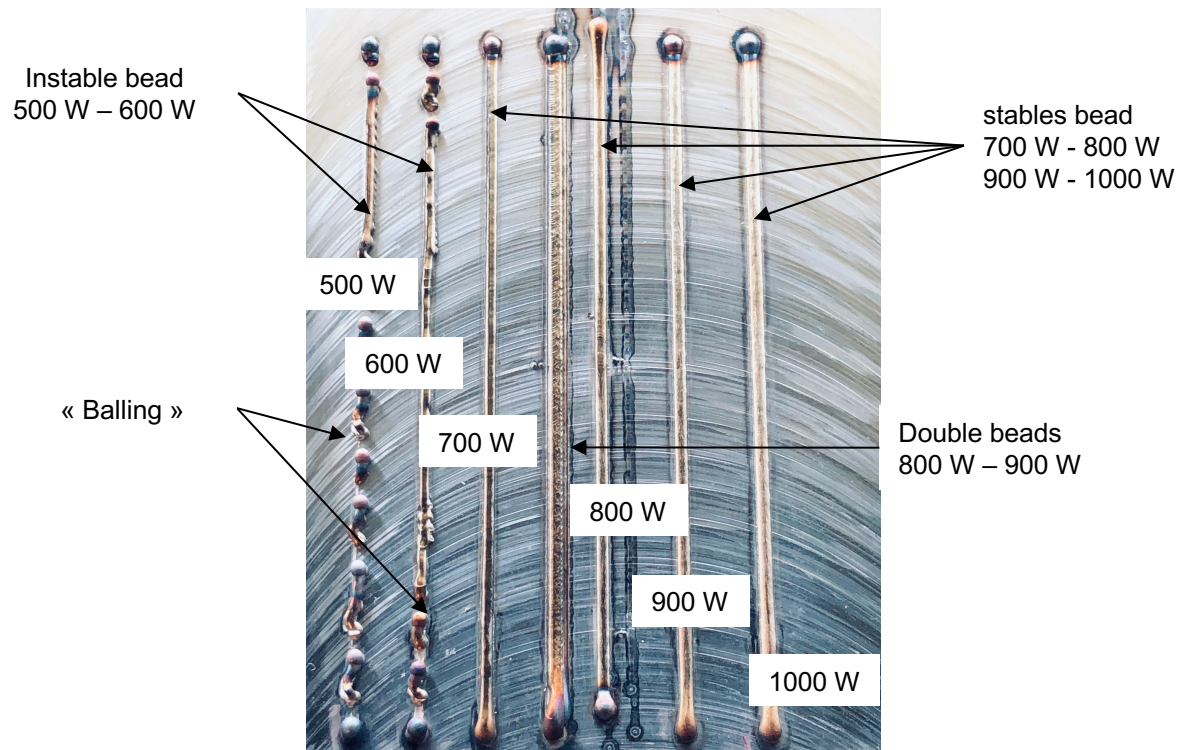 Instable bead
500 W – 600 W
stables bead
700 W - 800 W
900 W - 1000 W
500 W
600 W
« Balling »
700 W
Double beads
800 W – 900 W
800 W
900 W
1000 W